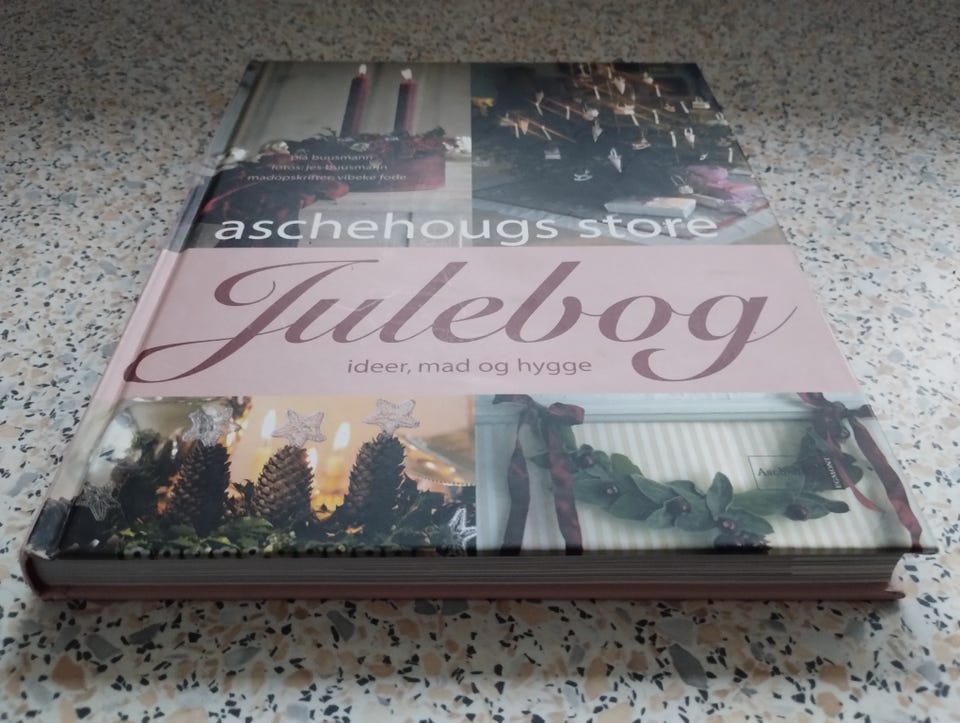 pia buusmann
fotos: jes buusmann
madopskrifter: vibeke fode
aschehougs store
Julebog
ideer, mad og hygge